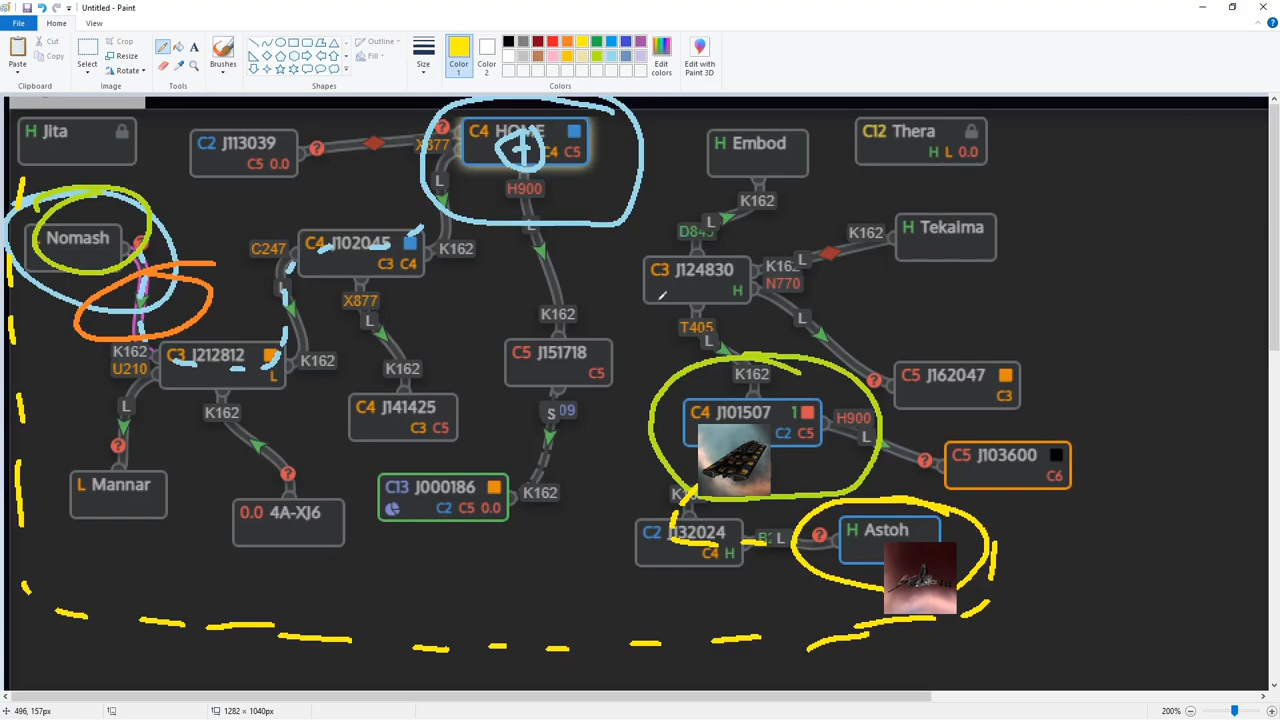 Untitled - Paint
File Home View
Cut
Copy
Paste
Clipboard
Crop
Resize
Rotate
Select
Image
A
Tools
Brushes
Shapes
Outline
Fill
Size
Color 1
Color 2
Edit colors
Edit with Paint 3D
Colors
H Jita
C2 J113039
C5 0.0
X877
C4 HOME
C4 C5
L
H900
L
H Embod
K162
L
D845
C12 Thera
H L 0.0
Nomash
C247
C4 J102045
C3 C4
K162
L
X877
L
C3 J124830
H
K162
L
N770
K162
H Tekaima
T405
L
L
K162
U210
C3 J212812
L
K162
K162
K162
C5 J151718
C5
K162
C5 J162047
C3
L
K162
C4 J141425
C3 C5
S 09
C4 J101507 1
C2 C5
H900
L
C5 J103600
C6
L Mannar
0.0 4A-XJ6
C13 J000186
C2 C5 0.0
K162
C2 J132024
C4 H
L
H Astoh
496, 157px
1282 × 1040px
200%